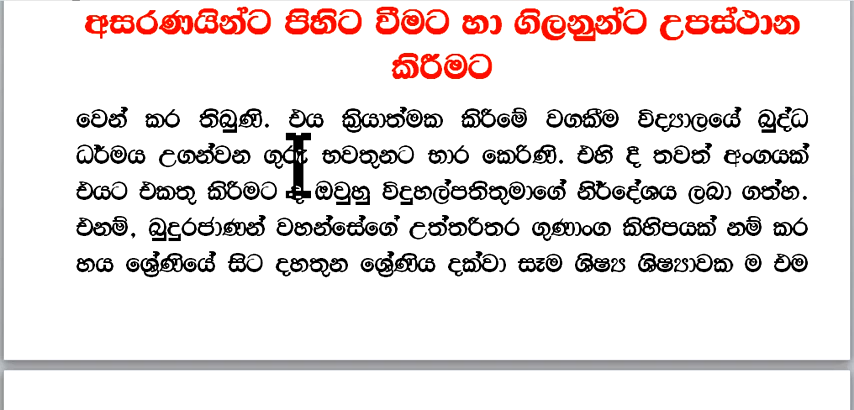 අසරණයින්ට පිහිට වීමට හා ගිලනුන්ට උපස්ථාන
කිරීමට
වෙන් කර තිබුණි. එය ක්‍රියාත්මක කිරීමේ වගකීම විද්‍යාලයේ බුද්ධ
ධර්මය උගන්වන ගුරු භවතුනට භාර කෙරිණි. එහි දී තවත් අංගයක්
එයට එකතු කිරීමට ද ඔවුහු විදුහල්පතිතුමාගේ නිර්දේශය ලබා ගත්හ.
එනම්, බුදුරජාණන් වහන්සේගේ උත්තරීතර ගුණාංග කිහිපයක් නම් කර
හය ශ්‍රේණියේ සිට දහතුන ශ්‍රේණිය දක්වා සෑම ශිෂ්‍ය ශිෂ්‍යාවක ම එම